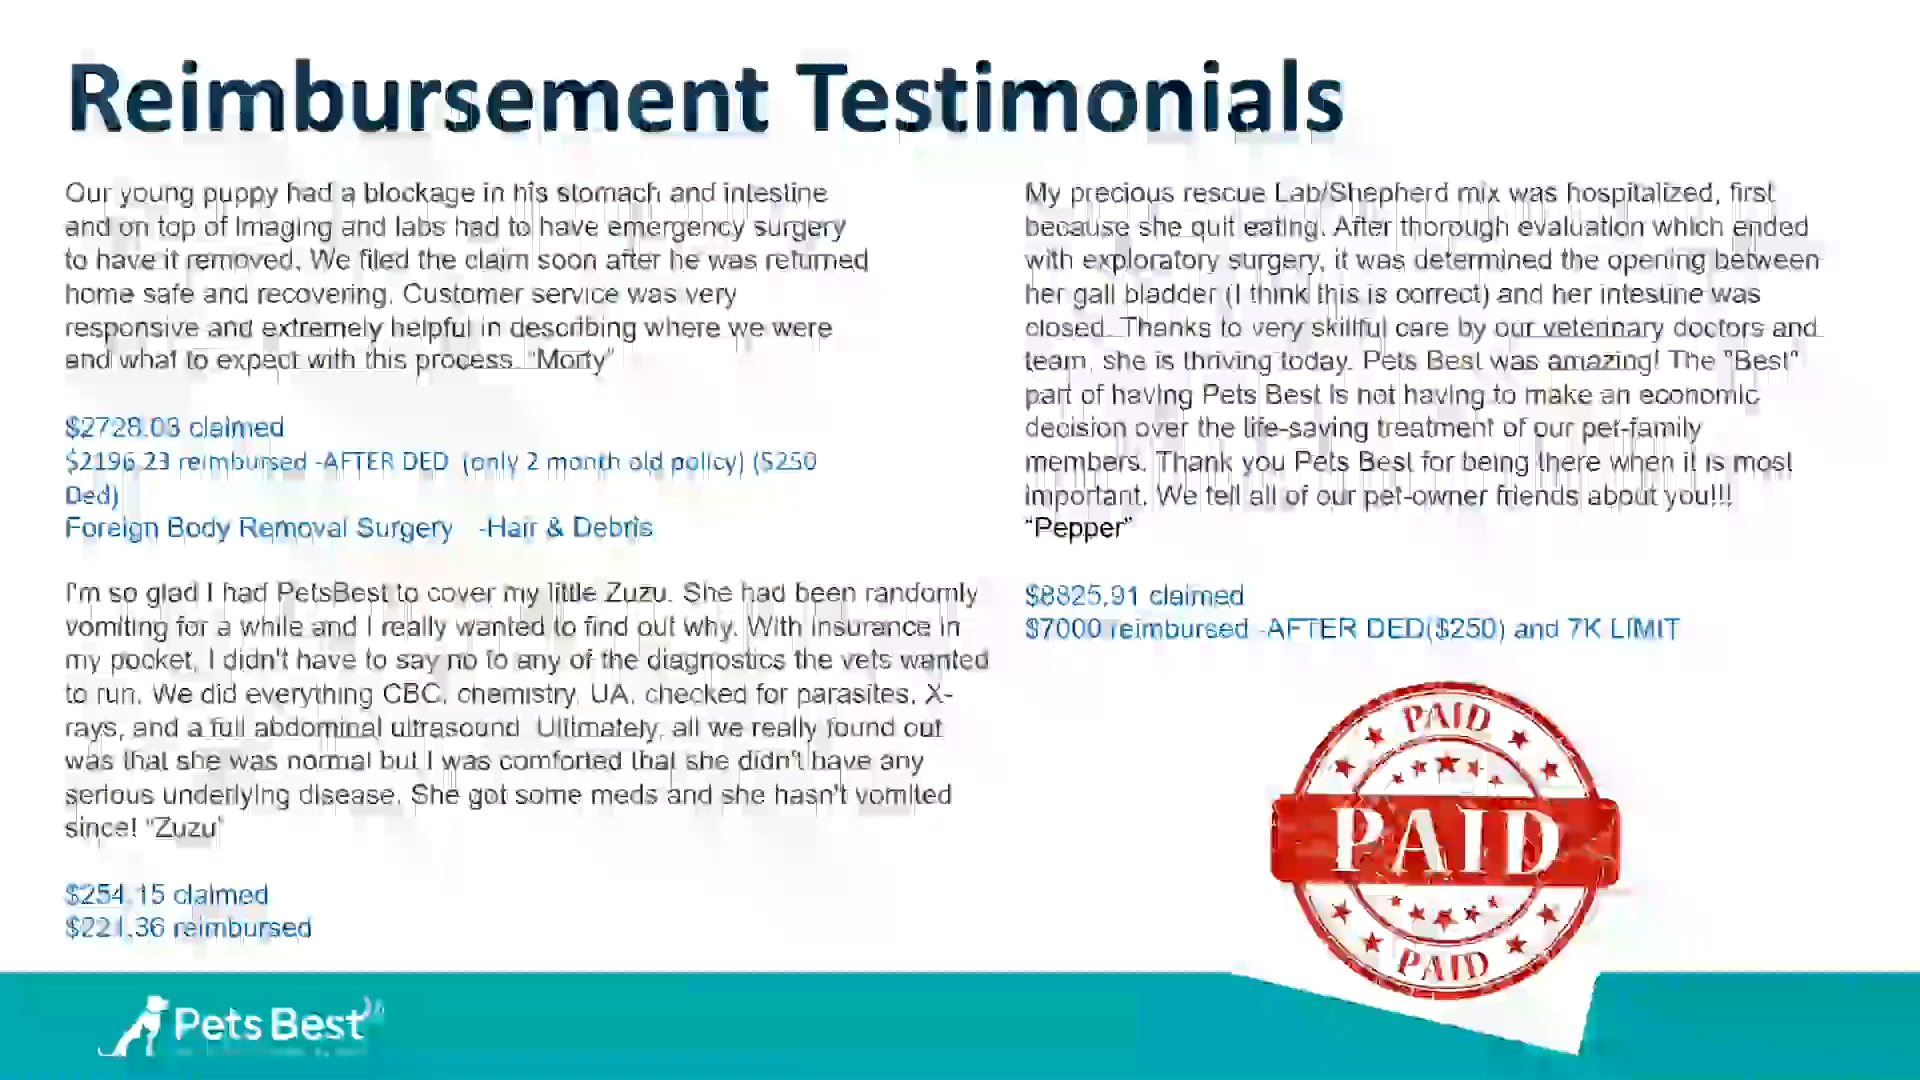 Reimbursement Testimonials
Our young puppy had a blockage in his stomach and intestine
and on top of Imaging and labs had to have emergency surgery
to have it removed. We filed the claim soon after he was returned
home safe and recovering. Customer service was very
responsive and extremely helpful in describing where we were
and what to expect with this process. "Morty"
$2728.03 claimed
$2196.23 reimbursed -AFTER DED (only 2 month old policy) ($250
Ded)
Foreign Body Removal Surgery -Hair & Debris
I'm so glad I had PetsBest to cover my little Zuzu. She had been randomly
vomiting for a while and I really wanted to find out why. With insurance in
my pocket, I didn't have to say no to any of the diagnostics the vets wanted
to run. We did everything CBC, chemistry, UA, checked for parasites, X-
rays, and a full abdominal ultrasound. Ultimately, all we really found out
was that she was normal but I was comforted that she didn't have any
serious underlying disease. She got some meds and she hasn't vomited
since! "Zuzu"
$254.15 claimed
$221.36 reimbursed
My precious rescue Lab/Shepherd mix was hospitalized, first
because she quit eating. After thorough evaluation which ended
with exploratory surgery, it was determined the opening between
her gall bladder (I think this is correct) and her intestine was
closed. Thanks to very skillful care by our veterinary doctors and
team, she is thriving today. Pets Best was amazing! The "Best"
part of having Pets Best is not having to make an economic
decision over the life-saving treatment of our pet-family
members. Thank you Pets Best for being there when it is most
important. We tell all of our pet-owner friends about you!!!
"Pepper"
$8825.91 claimed
$7000 reimbursed -AFTER DED($250) and 7K LIMIT
PAID
PAID
PAID
Pets Best